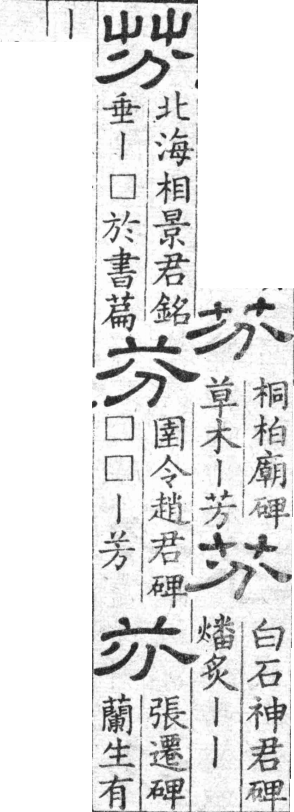 芬
桐柏廟碑
草木丨芳
芬
白石神君碑
燔炙丨丨
芬
北海相景君銘
垂丨□於書篇
芬
圉令趙君碑
□□丨芳
芬
張遷碑
蘭生有